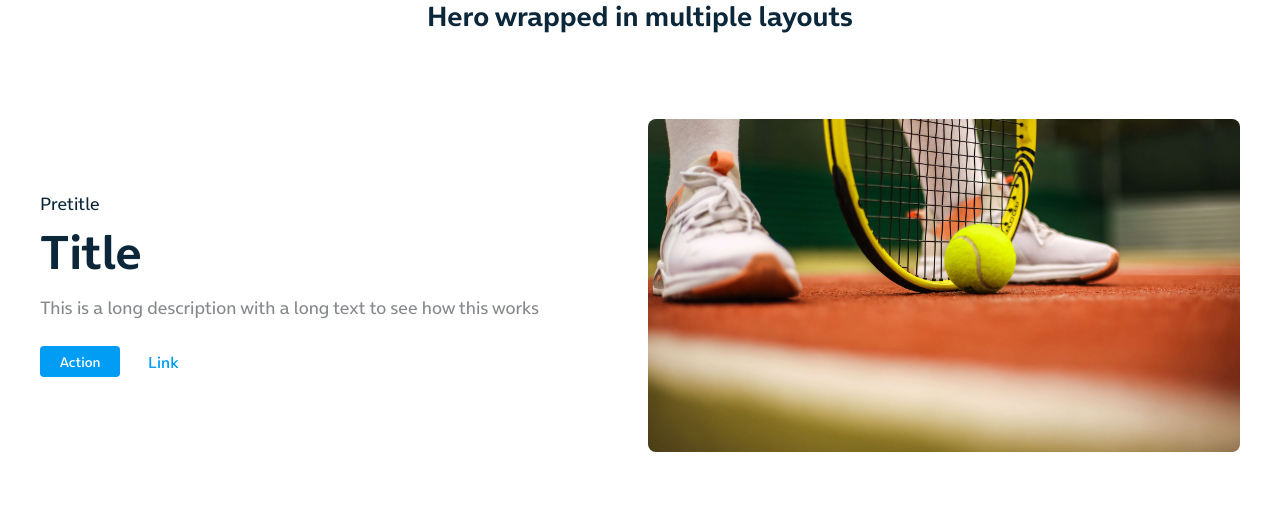 Hero wrapped in multiple layouts
Pretitle
Title
This is a long description with a long text to see how this works
Action
Link